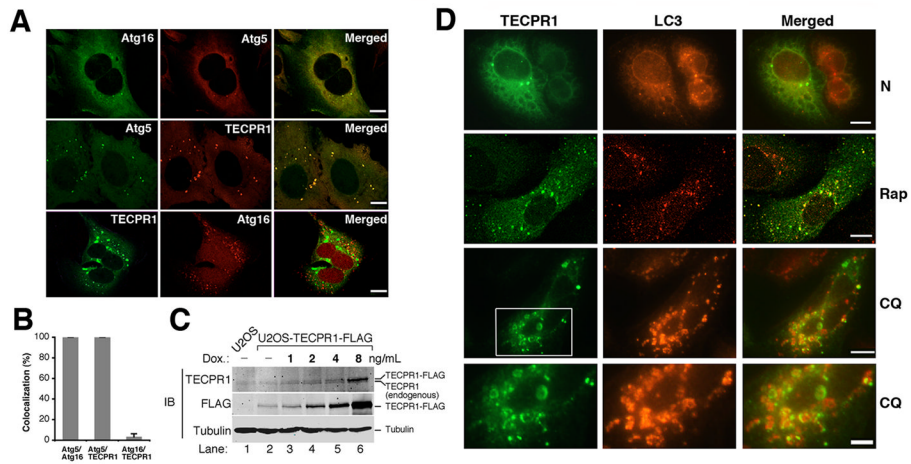 A
Atg16 Atg5 Merged
Atg5 TECPR1 Merged
TECPR1 Atg16 Merged
B
Colocalization (%)
100
80
60
40
20
0
Atg5/ Atg5/ Atg16/
Atg16 TECPR1 TECPR1
C
U2OS U2OS-TECPR1-FLAG
Dox.: – – 1 2 4 8 ng/mL
IB
TECPR1
TECPR1-FLAG
TECPR1
(endogenous)
FLAG TECPR1-FLAG
Tubulin Tubulin
Lane: 1 2 3 4 5 6
D
TECPR1 LC3 Merged
N
Rap
CQ
CQ